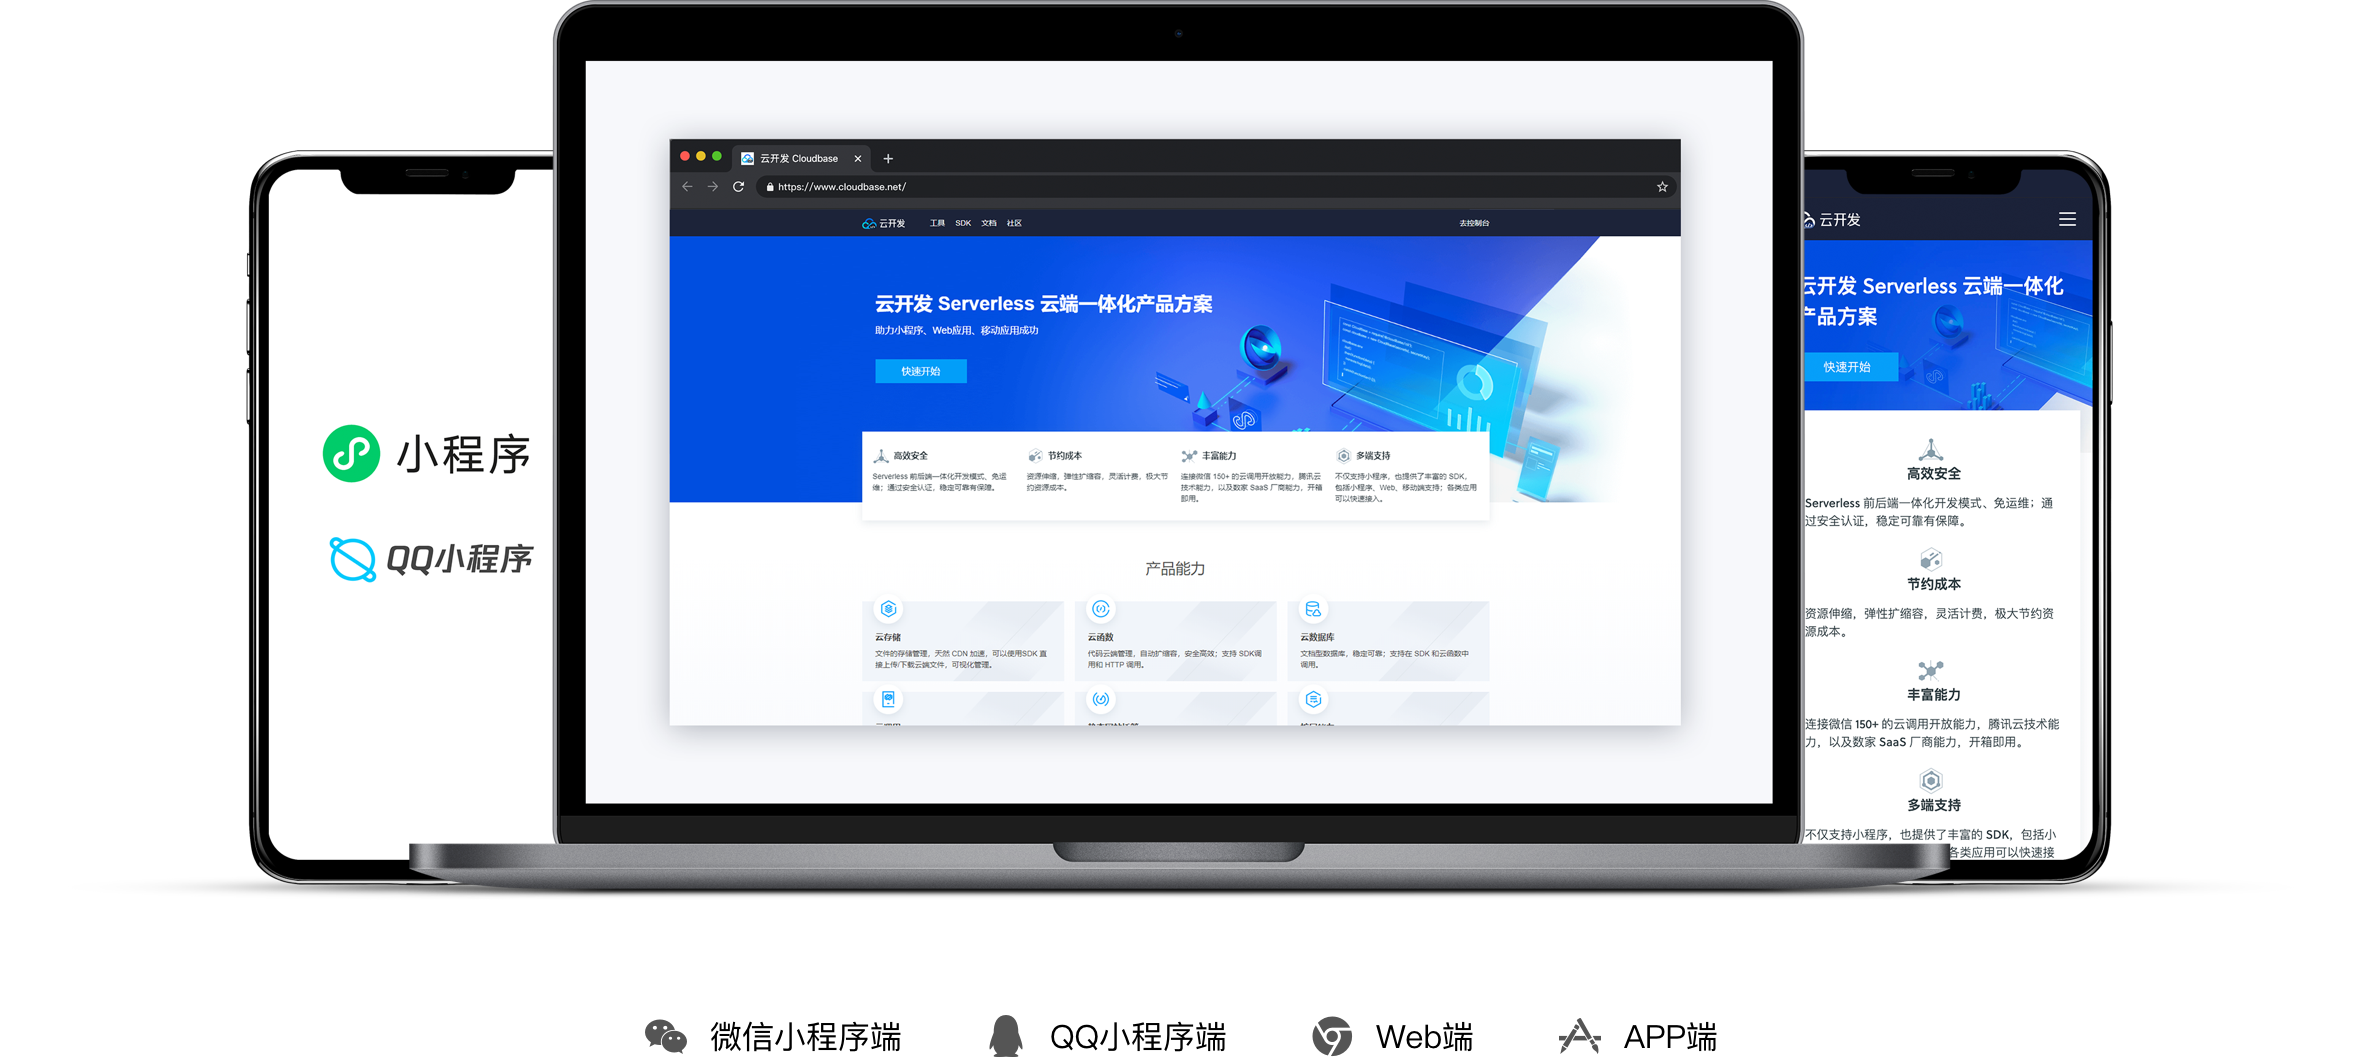 云开发 Cloudbase
https://www.cloudbase.net/
云开发 工具 SDK 文档 社区 去控制台
云开发 Serverless 云端一体化产品方案
助力小程序、Web应用、移动应用成功
快速开始
高效安全
Serverless 前后端一体化开发模式、免运
维；通过安全认证，稳定可靠有保障。
节约成本
资源伸缩，弹性扩缩容，灵活计费，极大节
约资源成本。
丰富能力
连接微信 150+ 的云调用开放能力，腾讯云
技术能力，以及数家 SaaS 厂商能力，开箱
即用。
多端支持
不仅支持小程序，也提供了丰富的 SDK，
包括小程序、Web、移动端支持；各类应用
可以快速接入。
产品能力
云存储
文件的存储管理，天然 CDN 加速，可以使用SDK 直
接上传/下载云端文件，可视化管理。
云函数
代码云端管理，自动扩缩容，安全高效；支持 SDK调
用和 HTTP 调用。
云数据库
文档型数据库，稳定可靠；支持在 SDK 和云函数中
调用。
小程序
QQ小程序
云开发
云开发 Serverless 云端一体化
产品方案
快速开始
高效安全
Serverless 前后端一体化开发模式、免运维；通
过安全认证，稳定可靠有保障。
节约成本
资源伸缩，弹性扩缩容，灵活计费，极大节约资
源成本。
丰富能力
连接微信 150+ 的云调用开放能力，腾讯云技术能
力，以及数家 SaaS 厂商能力，开箱即用。
多端支持
不仅支持小程序，也提供了丰富的 SDK，包括小
各类应用可以快速接
微信小程序端
QQ小程序端
Web端
APP端